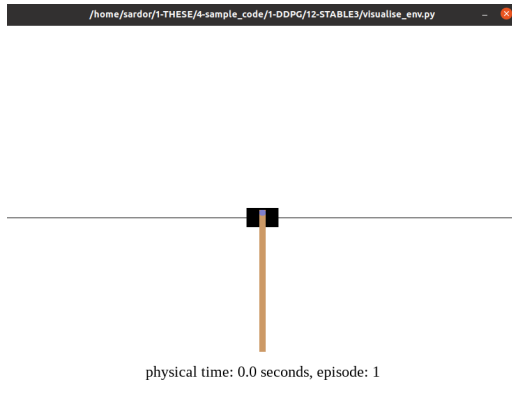 /home/sardor/1-THESE/4-sample_code/1-DDPG/12-STABLE3/visualise_env.py
physical time: 0.0 seconds, episode: 1